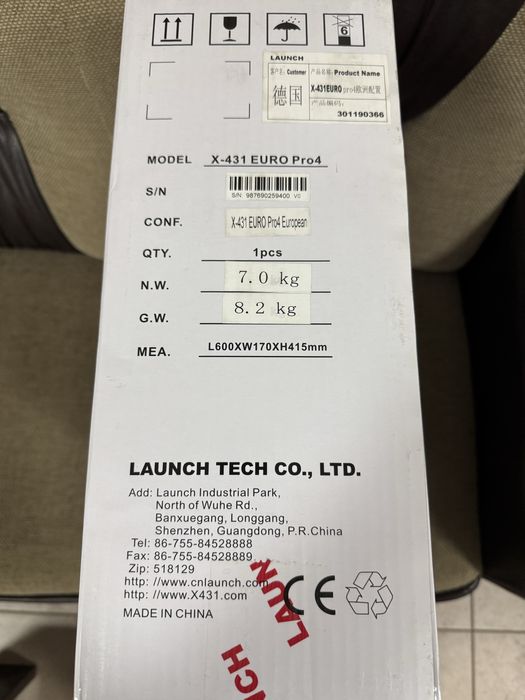 6
LAUNCH
客户名: Customer 产品名称: Product Name
德国 X-431EURO pro4欧洲配置
产品编码:
301190366
MODEL X-431 EURO Pro4
S/N S/N 987690259400 V0
CONF. X-431 EURO Pro4 European
QTY. 1pcs
N.W. 7.0 kg
G.W. 8.2 kg
MEA. L600XW170XH415mm
LAUNCH TECH CO., LTD.
Add: Launch Industrial Park,
North of Wuhe Rd.,
Banxuegang, Longgang,
Shenzhen, Guangdong, P.R.China
Tel: 86-755-84528888
Fax: 86-755-84528889
Zip: 518129
http: //www.cnlaunch.com
http: //www.X431.com
MADE IN CHINA
CE
LAUN
NCH